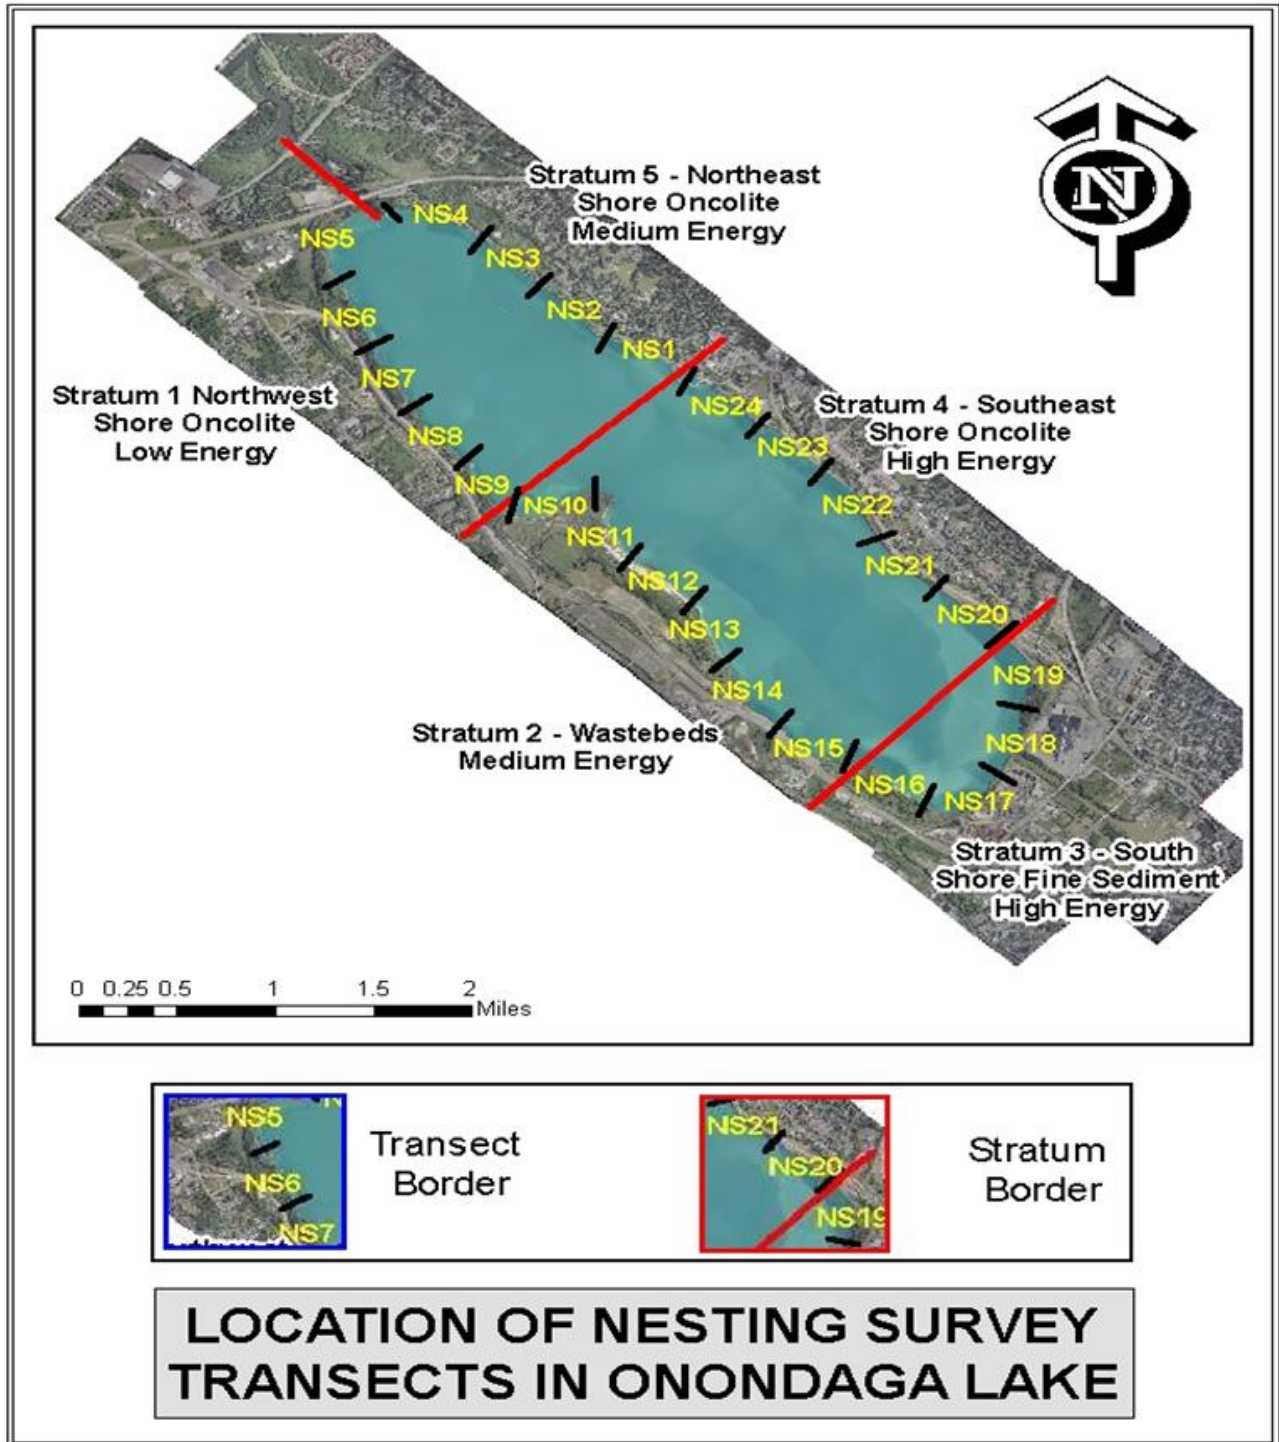 N
Stratum 5 - Northeast
Shore Oncolite
Medium Energy
NS4
NS5
NS3
NS2
NS6
NS1
NS7
Stratum 1 Northwest
Shore Oncolite
Low Energy
NS24
Stratum 4 - Southeast
Shore Oncolite
High Energy
NS8
NS23
NS9
NS10
NS22
NS11
NS21
NS12
NS20
NS13
NS19
NS14
Stratum 2 - Wastebeds
Medium Energy
NS15
NS18
NS16
NS17
Stratum 3 - South
Shore Fine Sediment
High Energy
0 0.25 0.5 1 1.5 2
Miles
NS5
NS6
NS7
Transect
Border
NS21
NS20
NS19
Stratum
Border
LOCATION OF NESTING SURVEY
TRANSECTS IN ONONDAGA LAKE